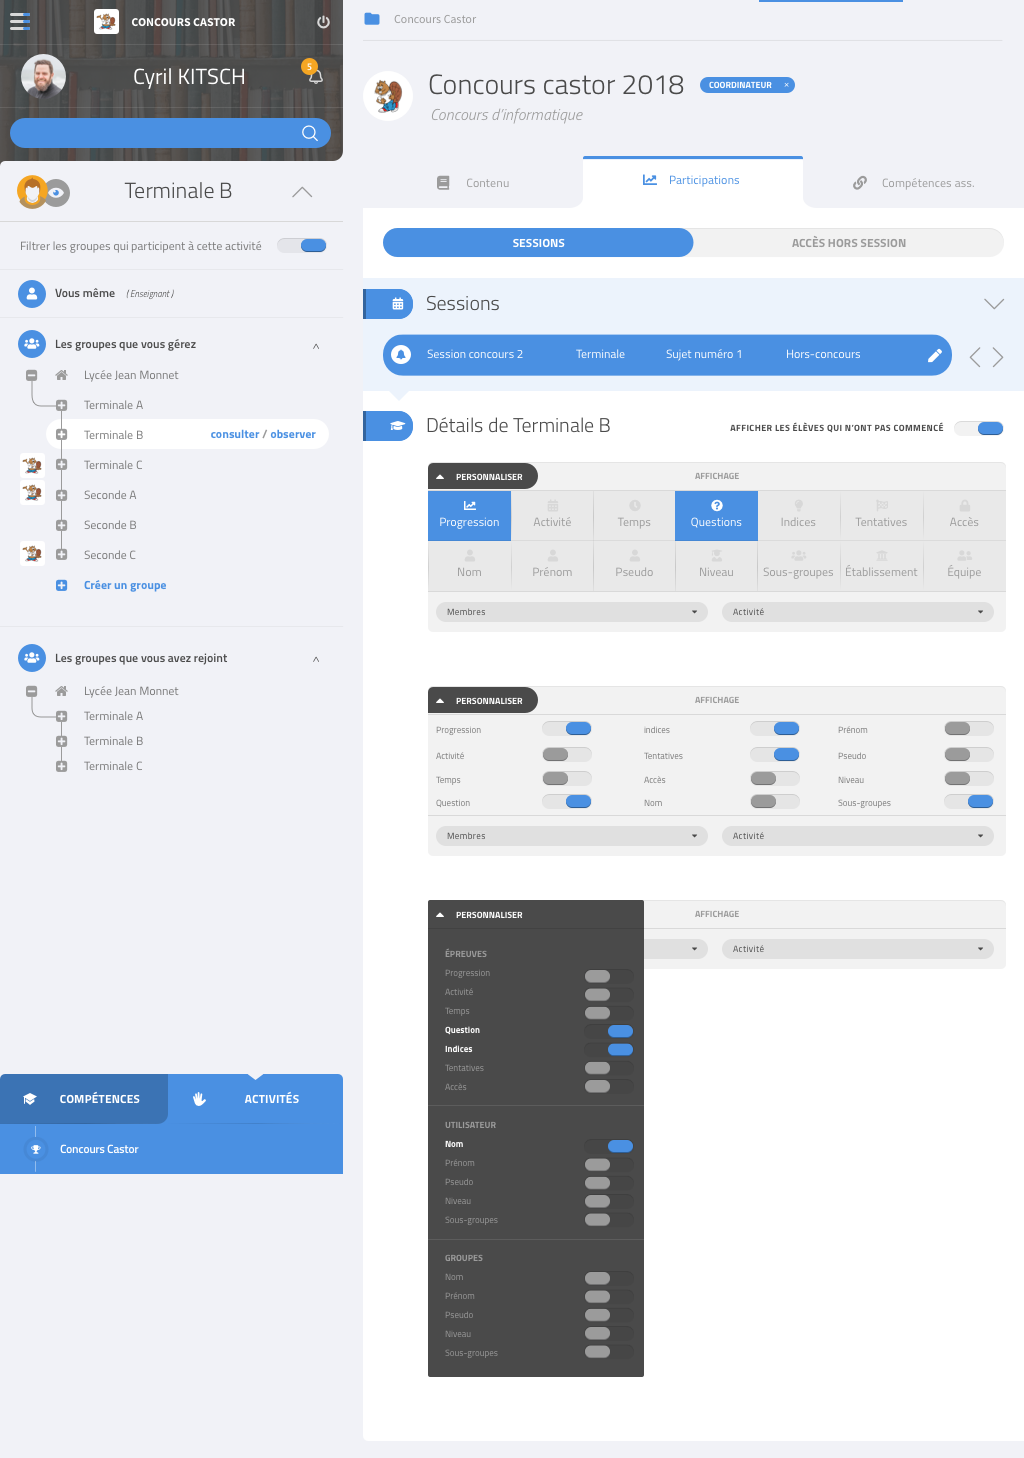 CONCOURS CASTOR
Cyril KITSCH
5
Terminale B
Filtrer les groupes qui participent à cette activité
Vous même ( Enseignant )
Les groupes que vous gérez
Lycée Jean Monnet
Terminale A
Terminale B consulter / observer
Terminale C
Seconde A
Seconde B
Seconde C
Créer un groupe
Les groupes que vous avez rejoint
Lycée Jean Monnet
Terminale A
Terminale B
Terminale C
COMPÉTENCES ACTIVITÉS
Concours Castor
Concours Castor
Concours castor 2018 COORDINATEUR ×
Concours d'informatique
Contenu Participations Compétences ass.
SESSIONS ACCÈS HORS SESSION
Sessions
Session concours 2 Terminale Sujet numéro 1 Hors-concours
Détails de Terminale B AFFICHER LES ÉLÈVES QUI N'ONT PAS COMMENCÉ
PERSONNALISER AFFICHAGE
Progression Activité Temps Questions Indices Tentatives Accès
Nom Prénom Pseudo Niveau Sous-groupes Établissement Équipe
Membres Activité
PERSONNALISER AFFICHAGE
Progression Indices Prénom
Activité Tentatives Pseudo
Temps Accès Niveau
Question Nom Sous-groupes
Membres Activité
PERSONNALISER AFFICHAGE
Activité
ÉPREUVES
Progression
Activité
Temps
Question
Indices
Tentatives
Accès
UTILISATEUR
Nom
Prénom
Pseudo
Niveau
Sous-groupes
GROUPES
Nom
Prénom
Pseudo
Niveau
Sous-groupes